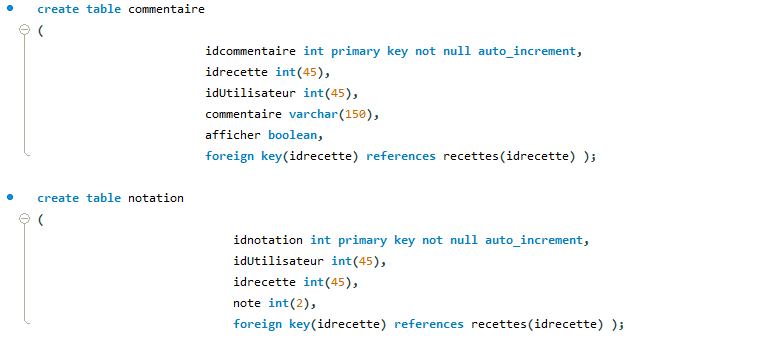 create table commentaire
(
idcommentaire int primary key not null auto_increment,
idrecette int(45),
idUtilisateur int(45),
commentaire varchar(150),
afficher boolean,
foreign key(idrecette) references recettes(idrecette) );
create table notation
(
idnotation int primary key not null auto_increment,
idUtilisateur int(45),
idrecette int(45),
note int(2),
foreign key(idrecette) references recettes(idrecette) );